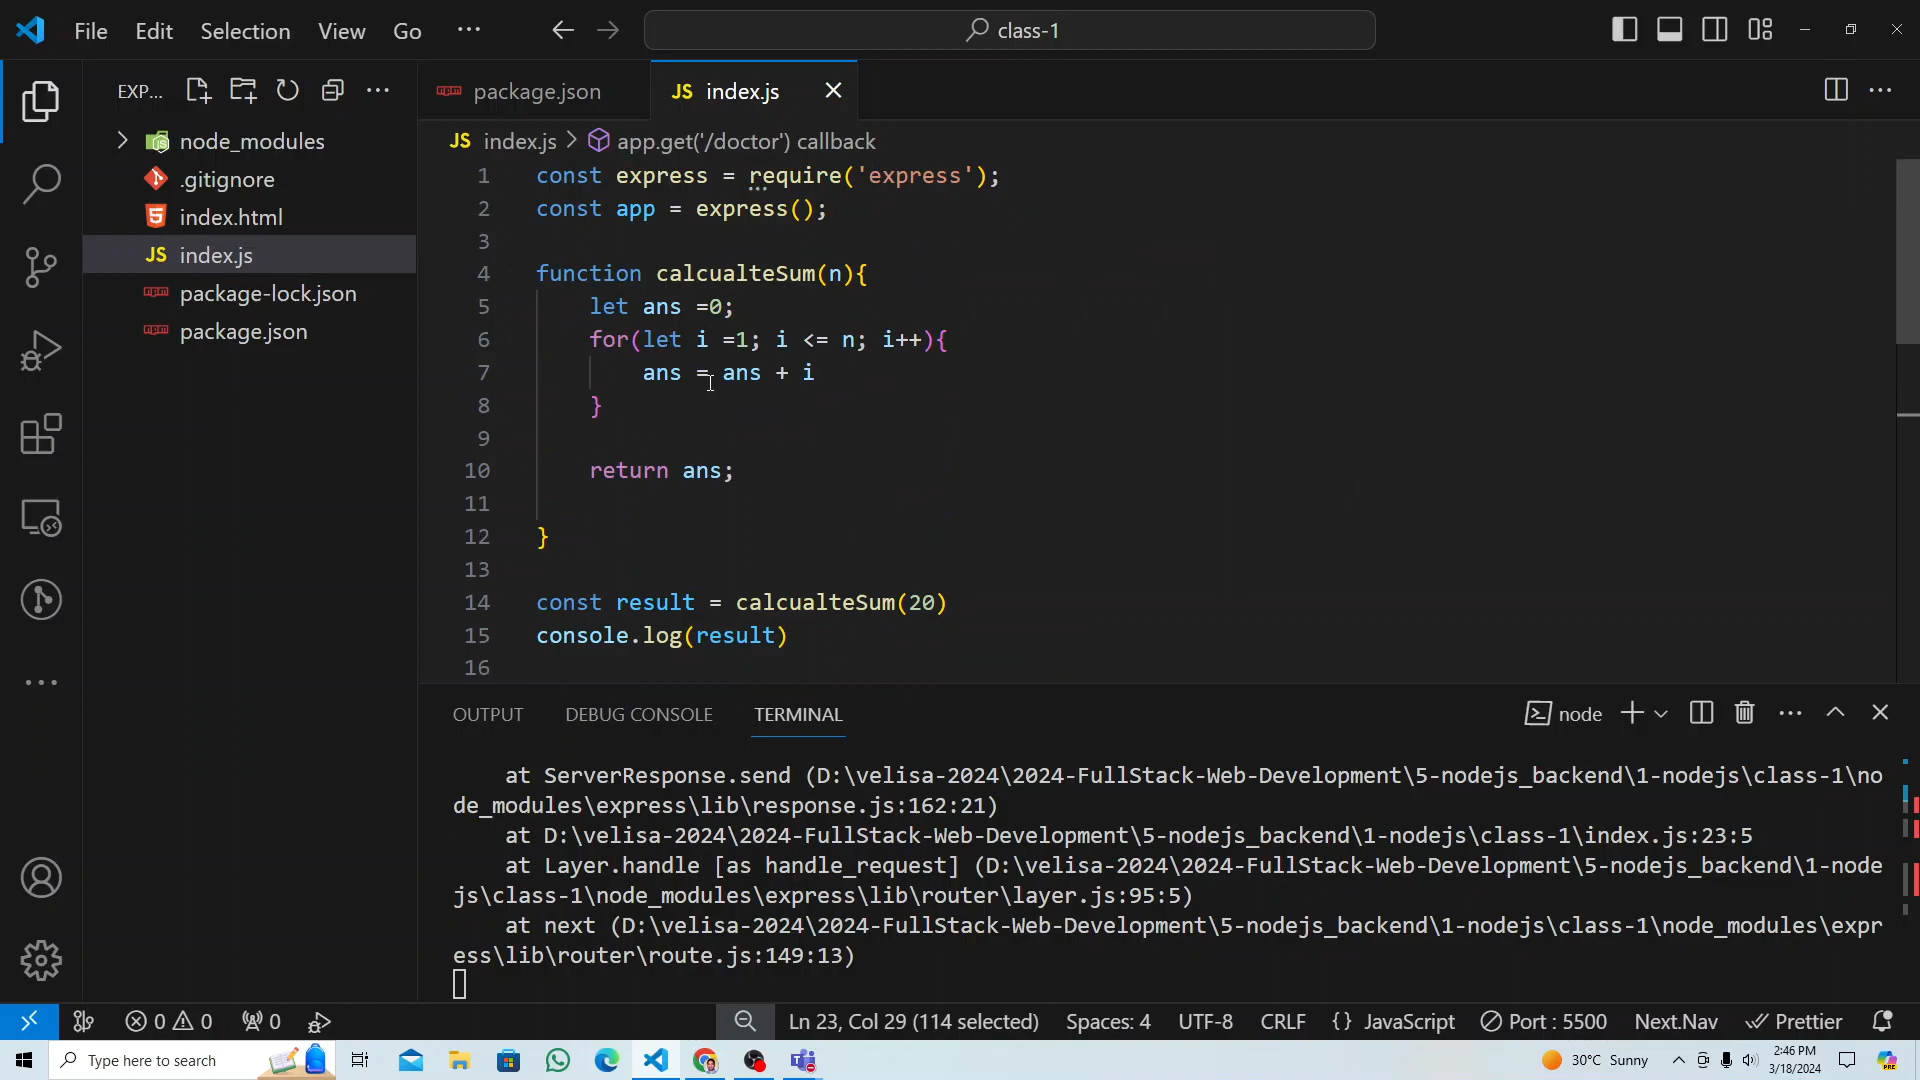 File Edit Selection View Go ··· class-1
EXP... package.json JS index.js
node_modules
.gitignore
index.html
JS index.js
package-lock.json
package.json
JS index.js > app.get('/doctor') callback
1 const express = require('express');
2 const app = express();
3
4 function calcualteSum(n){
5 let ans =0;
6 for(let i =1; i <= n; i++){
7 ans = ans + i
8 }
9
10 return ans;
11
12 }
13
14 const result = calcualteSum(20)
15 console.log(result)
16
OUTPUT DEBUG CONSOLE TERMINAL node
at ServerResponse.send (D:\velisa-2024\2024-FullStack-Web-Development\5-nodejs_backend\1-nodejs\class-1\no
de_modules\express\lib\response.js:162:21)
at D:\velisa-2024\2024-FullStack-Web-Development\5-nodejs_backend\1-nodejs\class-1\index.js:23:5
at Layer.handle [as handle_request] (D:\velisa-2024\2024-FullStack-Web-Development\5-nodejs_backend\1-node
js\class-1\node_modules\express\lib\router\layer.js:95:5)
at next (D:\velisa-2024\2024-FullStack-Web-Development\5-nodejs_backend\1-nodejs\class-1\node_modules\expr
ess\lib\router\route.js:149:13)
0 0 0 Ln 23, Col 29 (114 selected) Spaces: 4 UTF-8 CRLF {} JavaScript Port : 5500 Next.Nav Prettier
Type here to search 30°C Sunny 2:46 PM
3/18/2024
PRE